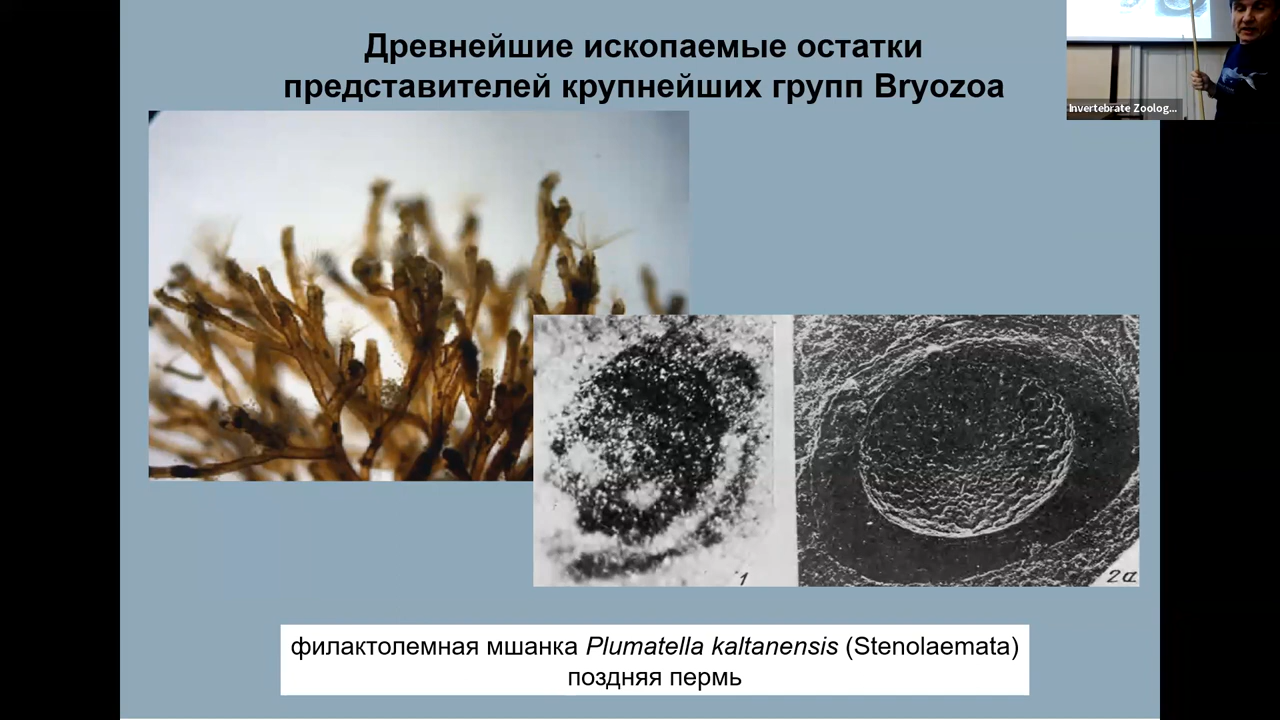 Древнейшие ископаемые остатки
представителей крупнейших групп Bryozoa
Invertebrate Zoolog...
1
2a
филактолемная мшанка Plumatella kaltanensis (Stenolaemata)
поздняя пермь